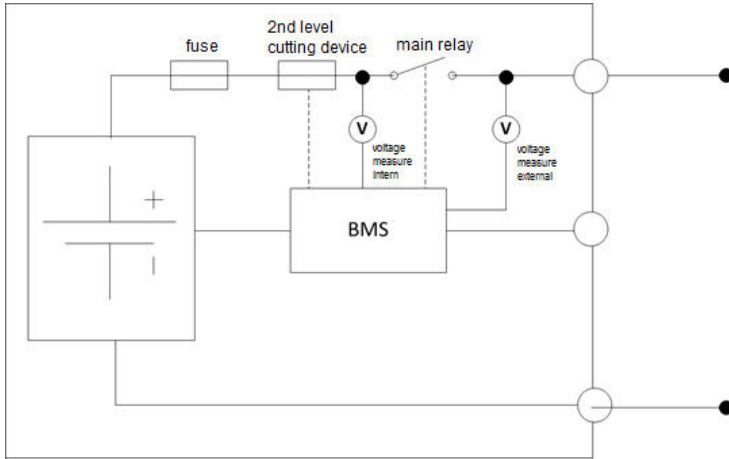 fuse
2nd level
cutting device
main relay
V
voltage
measure
intern
V
voltage
measure
external
+
BMS